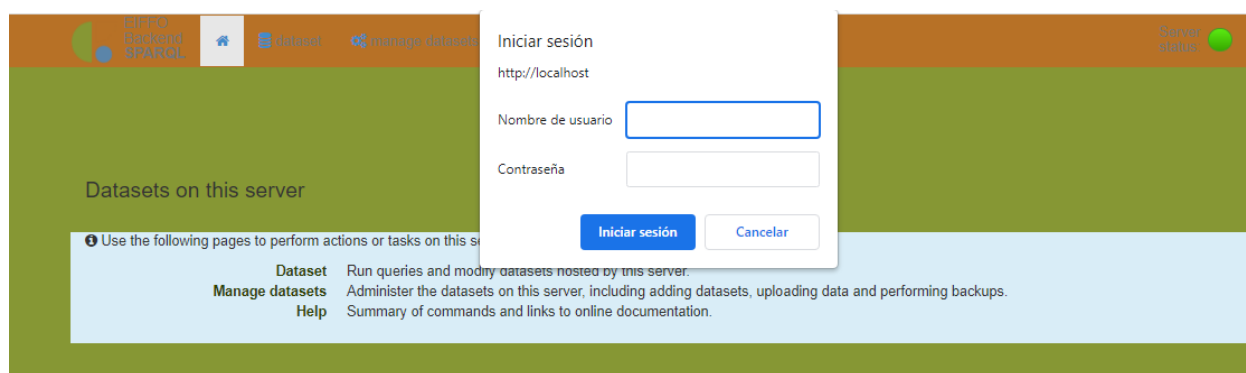 EIFFO
Backend
SPARQL
dataset
manage datasets
Server
status:
Iniciar sesión
http://localhost
Nombre de usuario
Contraseña
Iniciar sesión
Cancelar
Datasets on this server
Use the following pages to perform actions or tasks on this
Dataset Run queries and modify datasets hosted by this server.
Manage datasets Administer the datasets on this server, including adding datasets, uploading data and performing backups.
Help Summary of commands and links to online documentation.